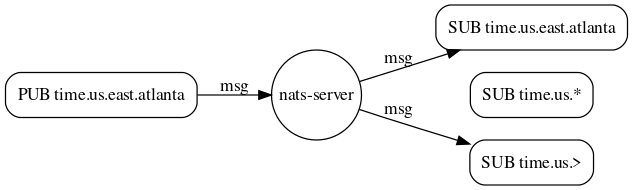 PUB time.us.east.atlanta
msg
nats-server
msg
SUB time.us.east.atlanta
SUB time.us.*
msg
SUB time.us.>